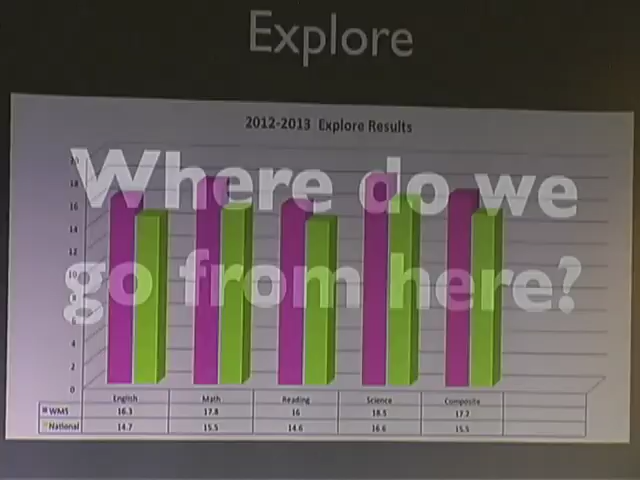 Explore
2012-2013 Explore Results
Where do we
go from here?
20
18
16
14
12
10
8
6
4
2
0
English Math Reading Science Composite
WMS 16.3 17.8 16 18.5 17.2
National 14.7 15.5 14.6 16.6 15.5